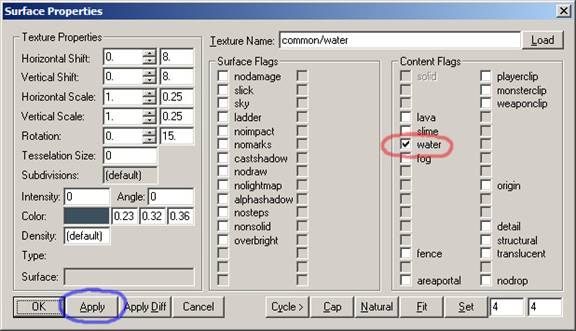 Surface Properties
Texture Properties
Horizontal Shift: 0. 8.
Vertical Shift: 0. 8.
Horizontal Scale: 1. 0.25
Vertical Scale: 1. 0.25
Rotation: 0. 15.
Tesselation Size: 0
Subdivisions: (default)
Intensity: 0 Angle: 0
Color: 0.23 0.32 0.36
Density: (default)
Type:
Surface:
Texture Name: common/water Load
Surface Flags
nodamage
slick
sky
ladder
noimpact
nomarks
castshadow
nodraw
nolightmap
alphashadow
nosteps
nonsolid
overbright
Content Flags
solid playerclip
monsterclip
weaponclip
lava
slime
water
fog
origin
detail
structural
fence translucent
areaportal nodrop
OK Apply Apply Diff Cancel Cycle > Cap Natural Fit Set 4 4